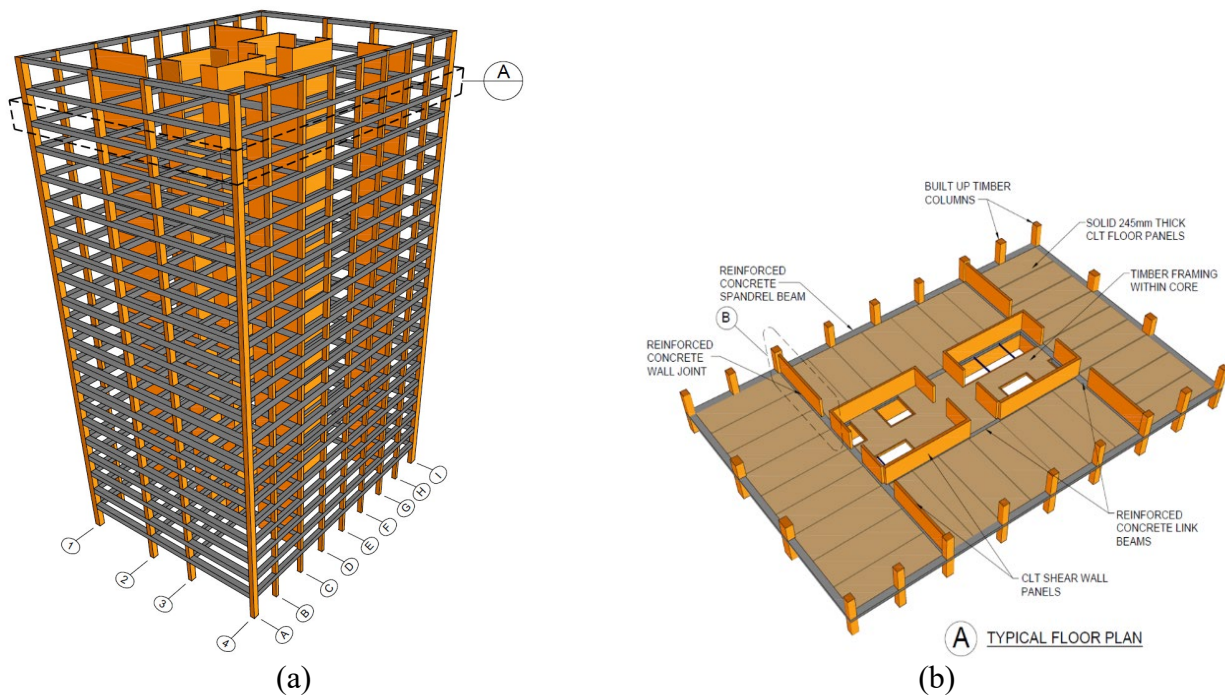 A
1
2
3
4
A
B
C
D
E
F
G
H
I
(a)
BUILT UP TIMBER
COLUMNS
SOLID 245mm THICK
CLT FLOOR PANELS
REINFORCED
CONCRETE
SPANDREL BEAM
TIMBER FRAMING
WITHIN CORE
B
REINFORCED
CONCRETE
WALL JOINT
REINFORCED
CONCRETE LINK
BEAMS
CLT SHEAR WALL
PANELS
A TYPICAL FLOOR PLAN
(b)